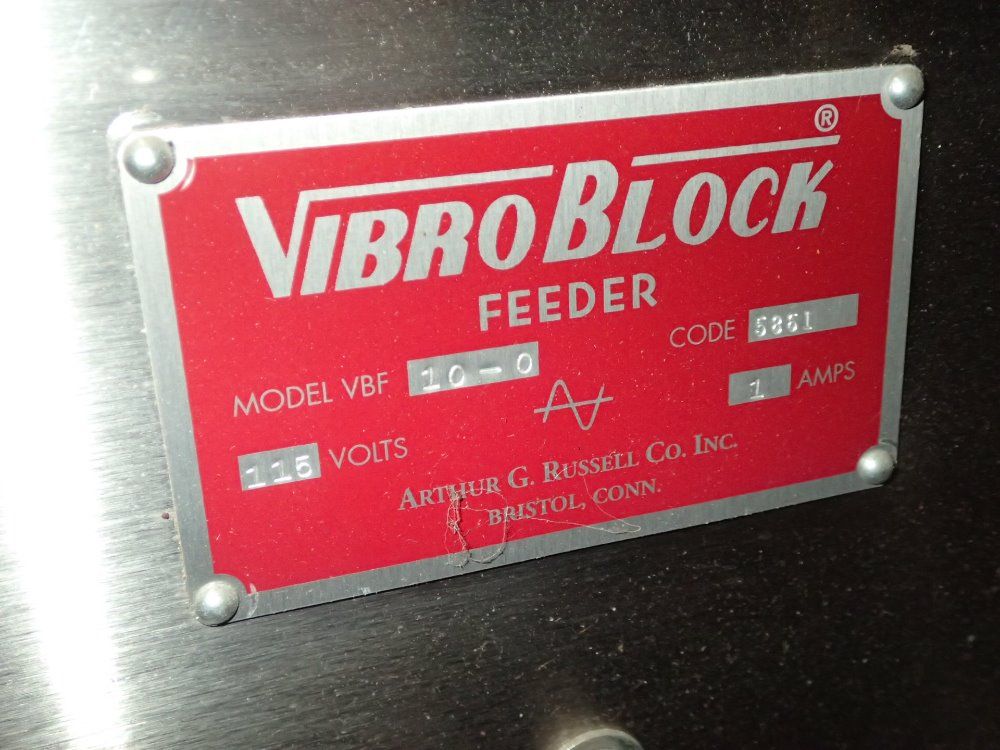 VIBROBLOCK®
FEEDER
MODEL VBF 10-0 CODE 5861
115 VOLTS 1 AMPS
ARTHUR G. RUSSELL CO. INC.
BRISTOL, CONN.